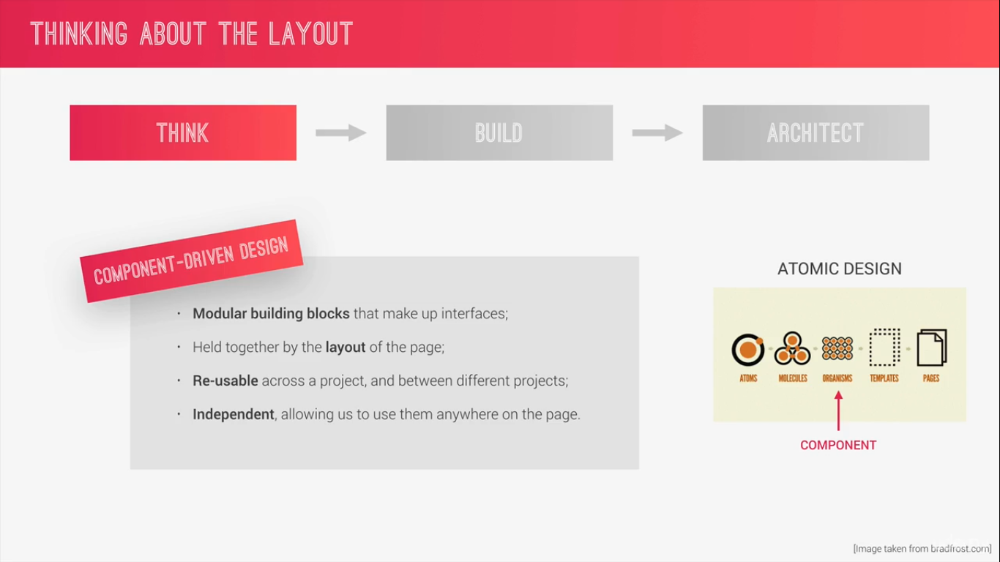 THINKING ABOUT THE LAYOUT
THINK
BUILD
ARCHITECT
COMPONENT-DRIVEN DESIGN
· Modular building blocks that make up interfaces;
· Held together by the layout of the page;
· Re-usable across a project, and between different projects;
· Independent, allowing us to use them anywhere on the page.
ATOMIC DESIGN
ATOMS MOLECULES ORGANISMS TEMPLATES PAGES
COMPONENT
[Image taken from bradfrost.com]